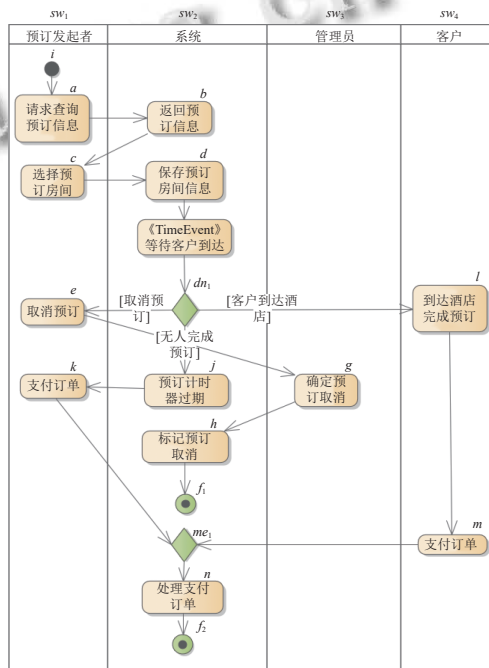 sw₁ sw₂ sw₃ sw₄
预订发起者 系统 管理员 客户
i
a
请求查询
预订信息
b
返回预
订信息
c
选择预
订房间
d
保存预订
房间信息
《TimeEvent》
等待客户到达
dn₁
e
取消预订
[取消预
订]
[客户到达酒
店]
l
到达酒店
完成预订
[无人完成
预订]
k
支付订单
j
预订计时
器过期
g
确定预
订取消
h
标记预订
取消
f₁
me₁
m
支付订单
n
处理支付
订单
f₂